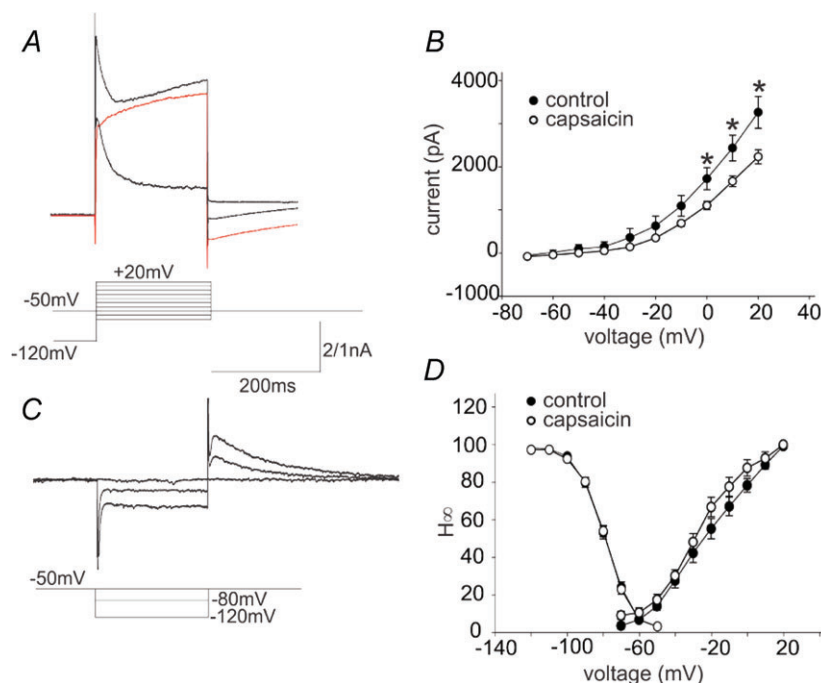 A
+20mV
-50mV
-120mV
2/1nA
200ms
B
control
capsaicin
* * *
current (pA)
4000
2000
0
-1000
-80 -60 -40 -20 0 20 40
voltage (mV)
C
-50mV
-80mV
-120mV
D
control
capsaicin
H∞
120
100
80
60
40
20
0
-140 -100 -60 -20 20
voltage (mV)